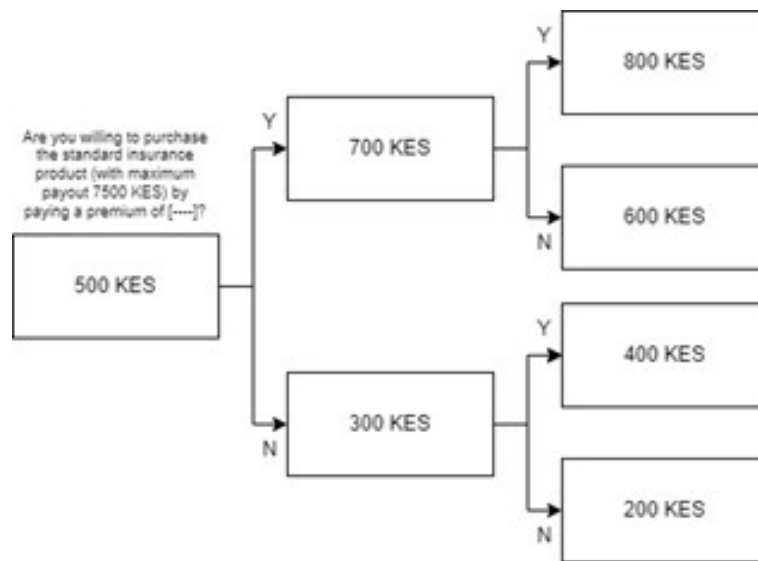 Y
800 KES
Are you willing to purchase
the standard insurance
product (with maximum
payout 7500 KES) by
paying a premium of [----]?
Y
700 KES
N
600 KES
500 KES
Y
400 KES
N
300 KES
N
200 KES